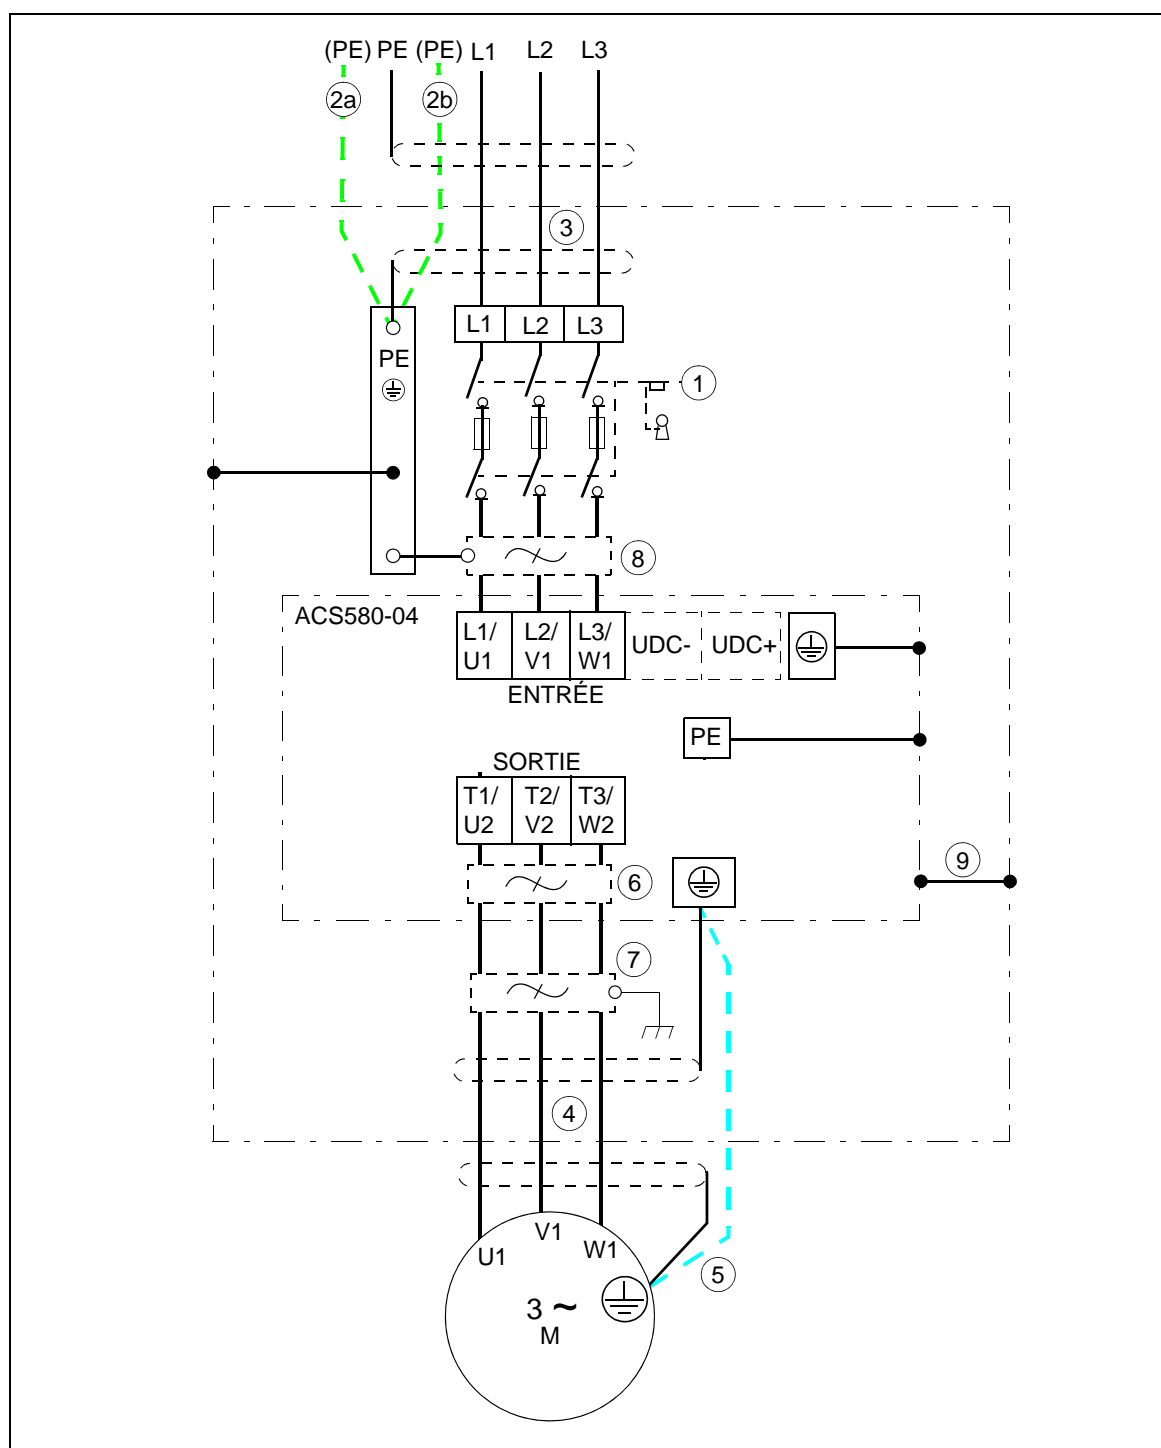 (PE) PE (PE) L1 L2 L3
2a 2b
3
L1 L2 L3
PE
1
8
ACS580-04
L1/ L2/ L3/
U1 V1 W1
UDC- UDC+
ENTRÉE
PE
SORTIE
T1/ T2/ T3/
U2 V2 W2
9
6
7
4
V1
U1 W1
5
3 ~
M